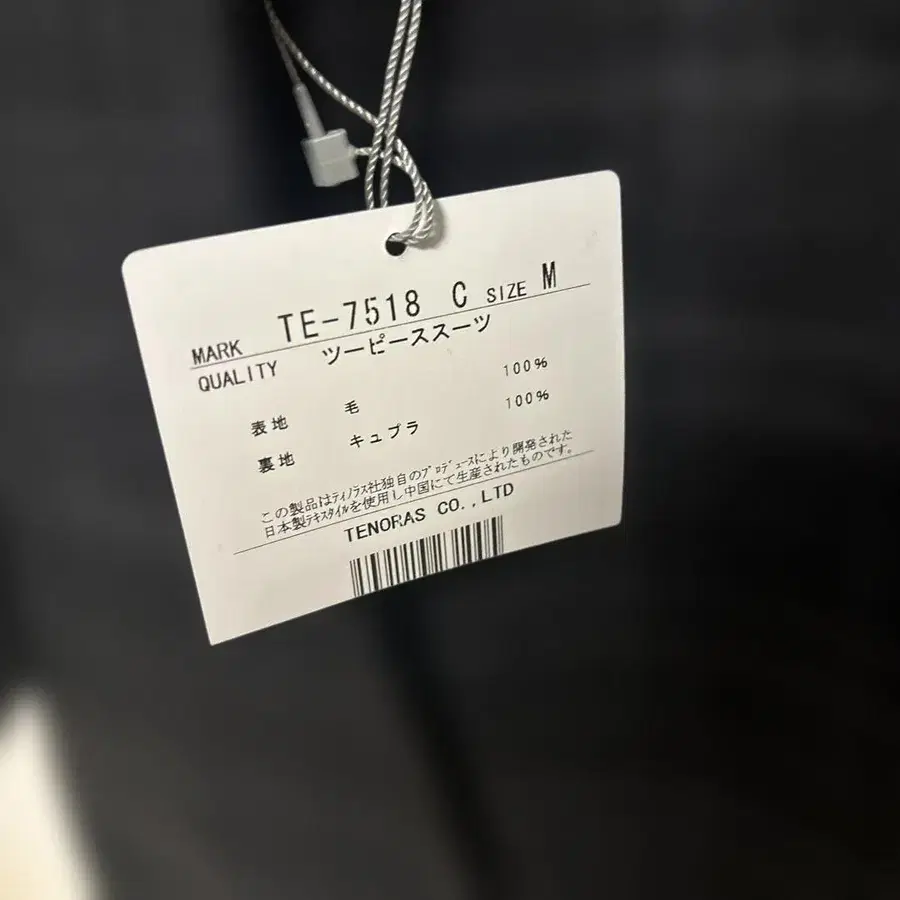 MARK TE-7518 C SIZE M
QUALITY ツーピーススーツ
表地 毛 100%
裏地 キュプラ 100%
この製品はﾃｨﾉﾗｽ社独自のﾌﾟﾛﾃﾞｭｰｽにより開発された
日本製ﾃｷｽﾀｲﾙを使用し中国にて生産されたものです。
TENORAS CO.,LTD